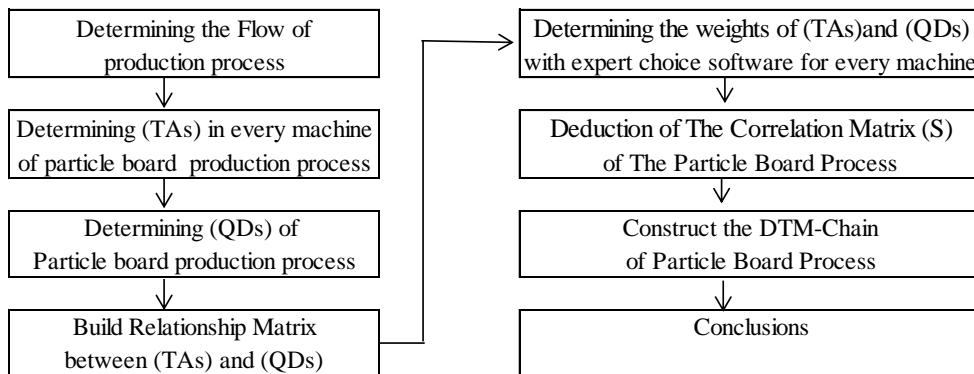 Determining the Flow of
production process
Determining (TAs) in every machine
of particle board production process
Determining (QDs) of
Particle board production process
Build Relationship Matrix
between (TAs) and (QDs)
Determining the weights of (TAs)and (QDs)
with expert choice software for every machine
Deduction of The Correlation Matrix (S)
of The Particle Board Process
Construct the DTM-Chain
of Particle Board Process
Conclusions